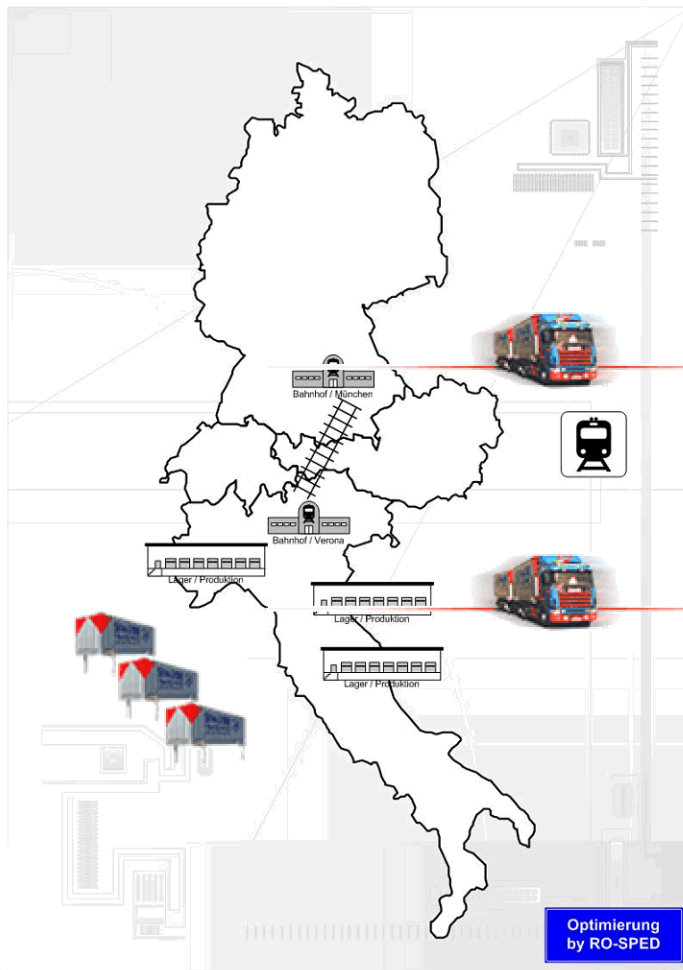 Bahnhof / München
Bahnhof / Verona
Lager / Produktion
Lager / Produktion
Lager / Produktion
Optimierung
by RO-SPED